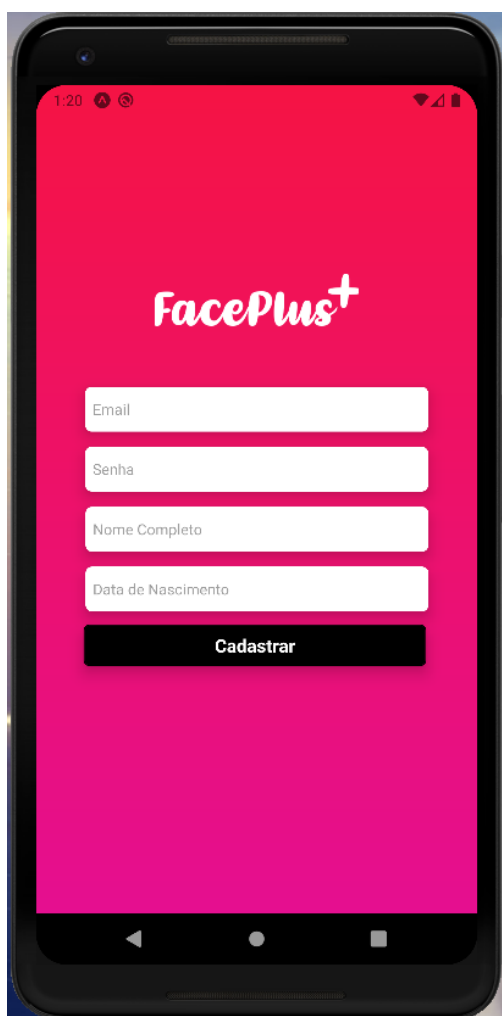 1:20
FacePlus+
Email
Senha
Nome Completo
Data de Nascimento
Cadastrar